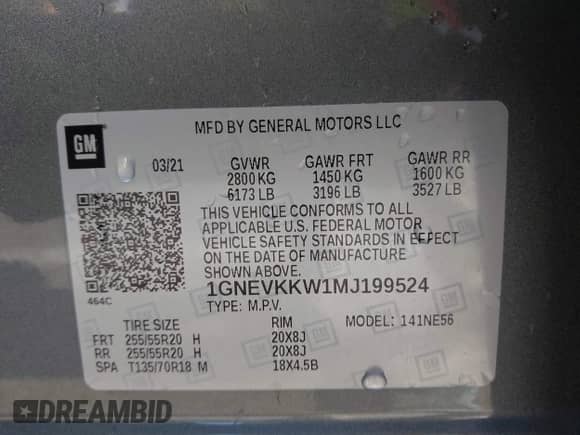 GM
MFD BY GENERAL MOTORS LLC
03/21 GVWR GAWR FRT GAWR RR
2800 KG 1450 KG 1600 KG
6173 LB 3196 LB 3527 LB
THIS VEHICLE CONFORMS TO ALL
APPLICABLE U.S. FEDERAL MOTOR
VEHICLE SAFETY STANDARDS IN EFFECT
ON THE DATE OF MANUFACTURE
SHOWN ABOVE.
464C
1GNEVKKW1MJ199524
TYPE: M.P.V.
TIRE SIZE RIM MODEL: 141NE56
FRT 255/55R20 H 20X8J
RR 255/55R20 H 20X8J
SPA T135/70R18 M 18X4.5B
DREAMBID